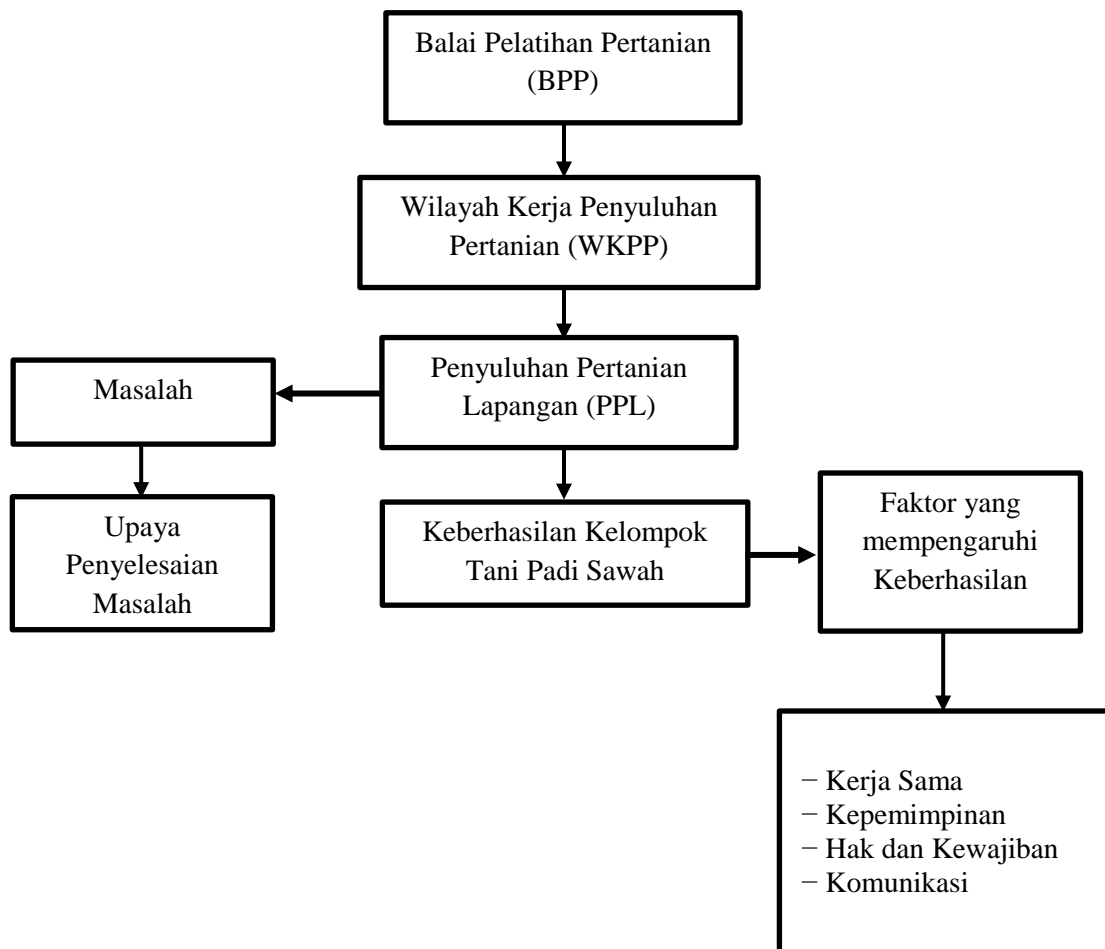 Balai Pelatihan Pertanian
(BPP)
Wilayah Kerja Penyuluhan
Pertanian (WKPP)
Penyuluhan Pertanian
Lapangan (PPL)
Masalah
Upaya
Penyelesaian
Masalah
Keberhasilan Kelompok
Tani Padi Sawah
Faktor yang
mempengaruhi
Keberhasilan
− Kerja Sama
− Kepemimpinan
− Hak dan Kewajiban
− Komunikasi